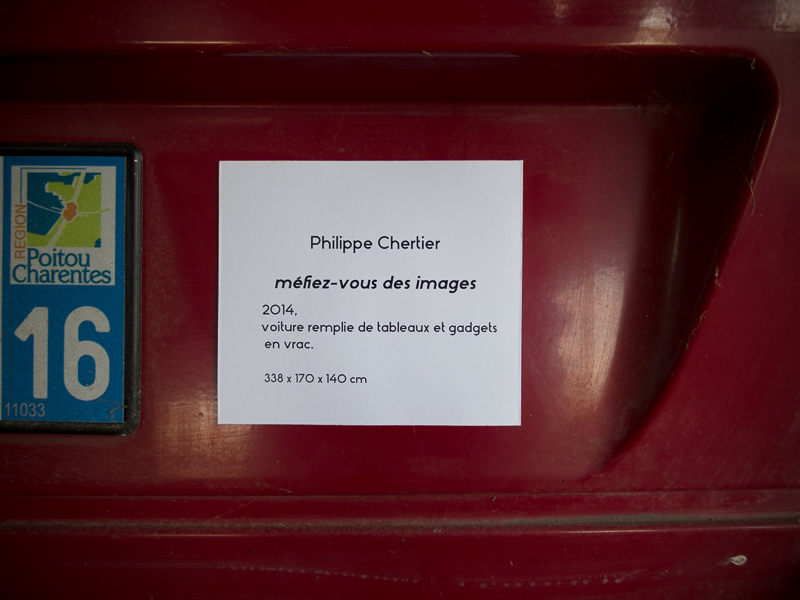 REGION
Poitou
Charentes
16
11033
Philippe Chertier
méfiez-vous des images
2014,
voiture remplie de tableaux et gadgets
en vrac.
338 x 170 x 140 cm